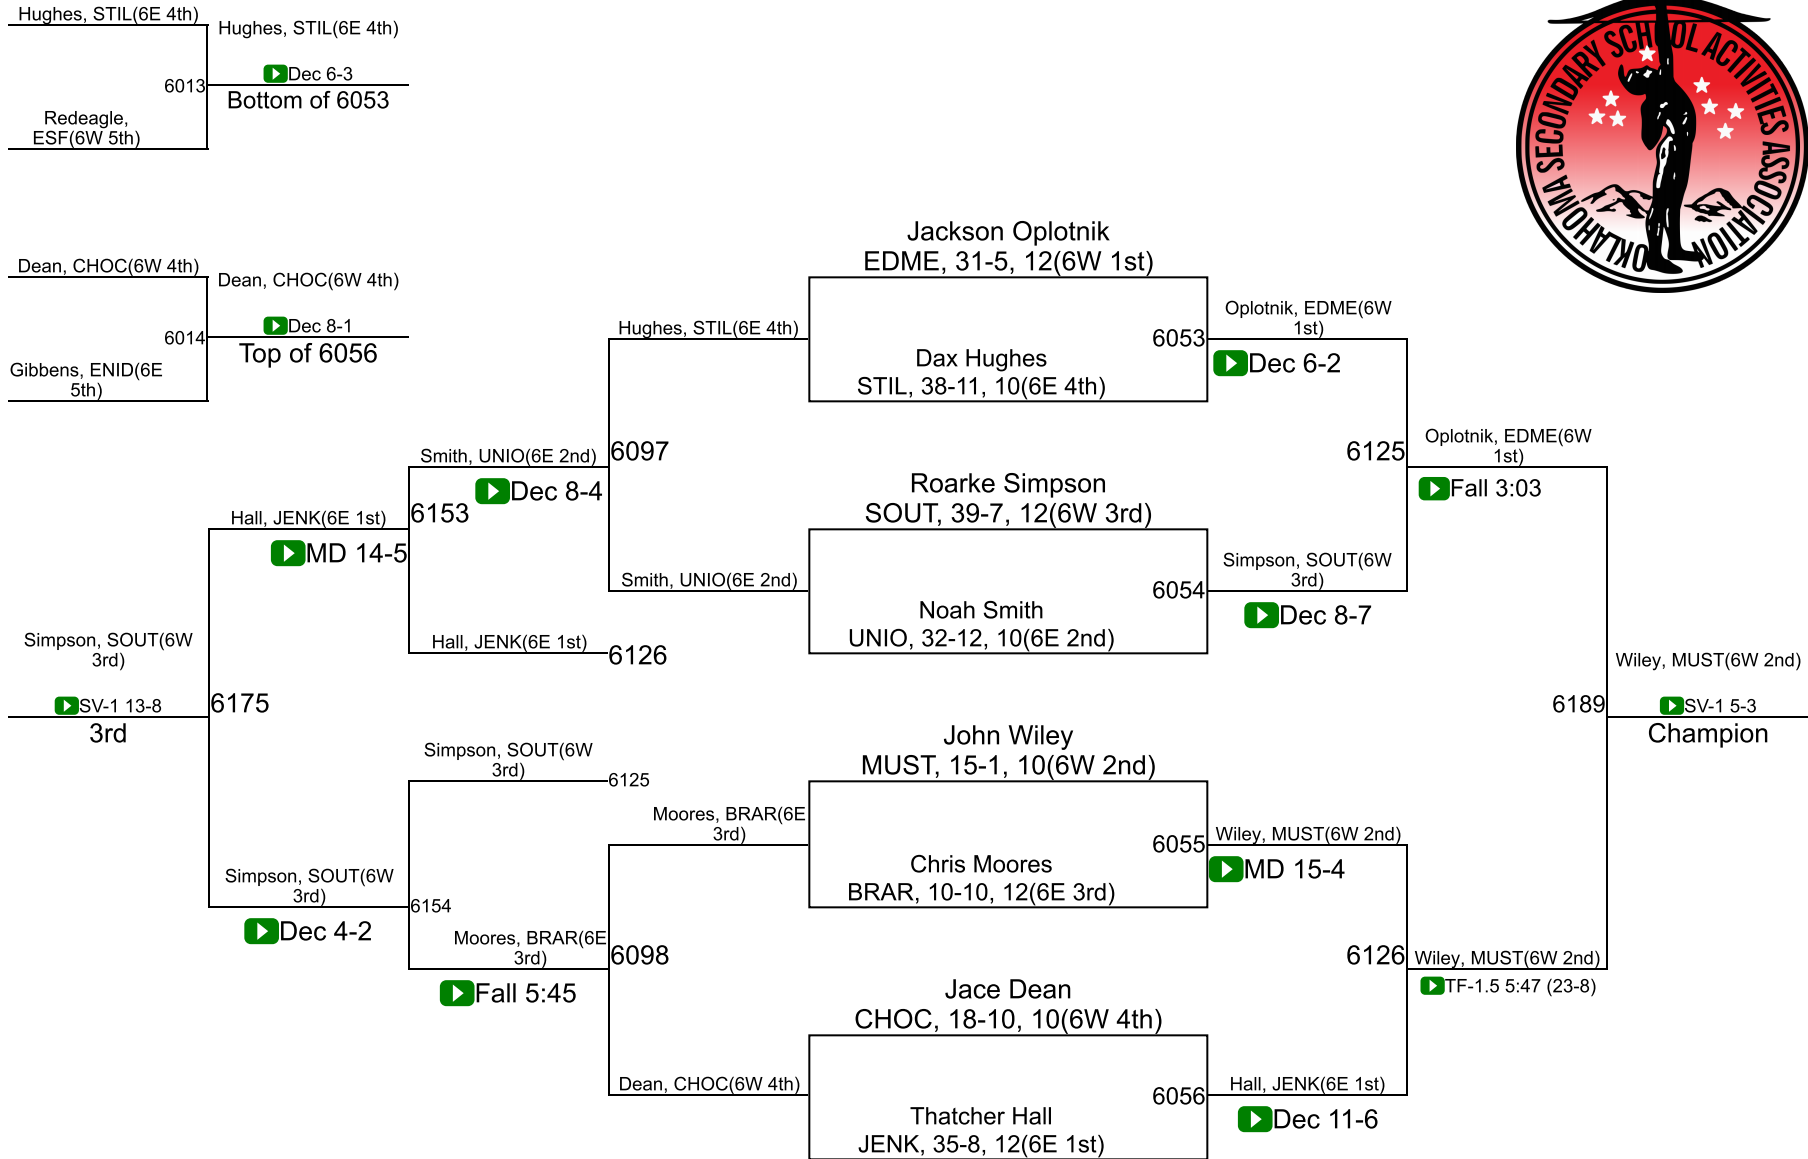 Hughes, STIL(6E 4th)
Hughes, STIL(6E 4th)
6013
Dec 6-3
Bottom of 6053
Redeagle,
ESF(6W 5th)
OKLAHOMA SECONDARY SCHOOL ACTIVITIES ASSOCIATION
Dean, CHOC(6W 4th)
Dean, CHOC(6W 4th)
6014
Dec 8-1
Top of 6056
Gibbens, ENID(6E
5th)
Jackson Oplotnik
EDME, 31-5, 12(6W 1st)
Hughes, STIL(6E 4th)
6053
Oplotnik, EDME(6W
1st)
Dec 6-2
Dax Hughes
STIL, 38-11, 10(6E 4th)
Smith, UNIO(6E 2nd)
6097
Dec 8-4
6125
Oplotnik, EDME(6W
1st)
Fall 3:03
Roarke Simpson
SOUT, 39-7, 12(6W 3rd)
Hall, JENK(6E 1st)
6153
MD 14-5
Smith, UNIO(6E 2nd)
6054
Simpson, SOUT(6W
3rd)
Dec 8-7
Noah Smith
UNIO, 32-12, 10(6E 2nd)
Hall, JENK(6E 1st)
6126
Simpson, SOUT(6W
3rd)
SV-1 13-8
3rd
6175
Wiley, MUST(6W 2nd)
6189
SV-1 5-3
Champion
John Wiley
MUST, 15-1, 10(6W 2nd)
Simpson, SOUT(6W
3rd)
6125
Moores, BRAR(6E
3rd)
6055
Wiley, MUST(6W 2nd)
MD 15-4
Chris Moores
BRAR, 10-10, 12(6E 3rd)
Simpson, SOUT(6W
3rd)
6154
Dec 4-2
Moores, BRAR(6E
3rd)
6098
Fall 5:45
6126
Wiley, MUST(6W 2nd)
TF-1.5 5:47 (23-8)
Jace Dean
CHOC, 18-10, 10(6W 4th)
Dean, CHOC(6W 4th)
6056
Hall, JENK(6E 1st)
Dec 11-6
Thatcher Hall
JENK, 35-8, 12(6E 1st)